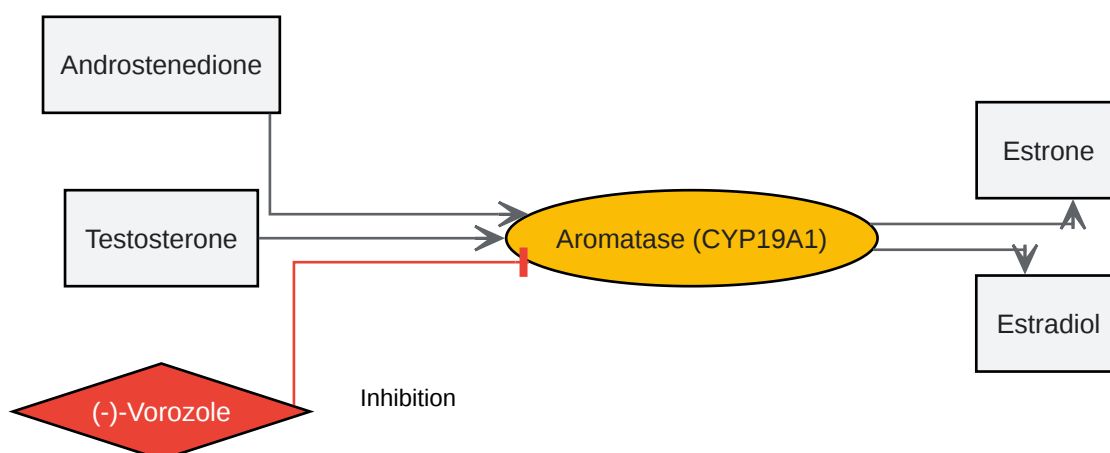 Androstenedione
Estrone
Testosterone
Aromatase (CYP19A1)
Estradiol
(-)-Vorozole
Inhibition